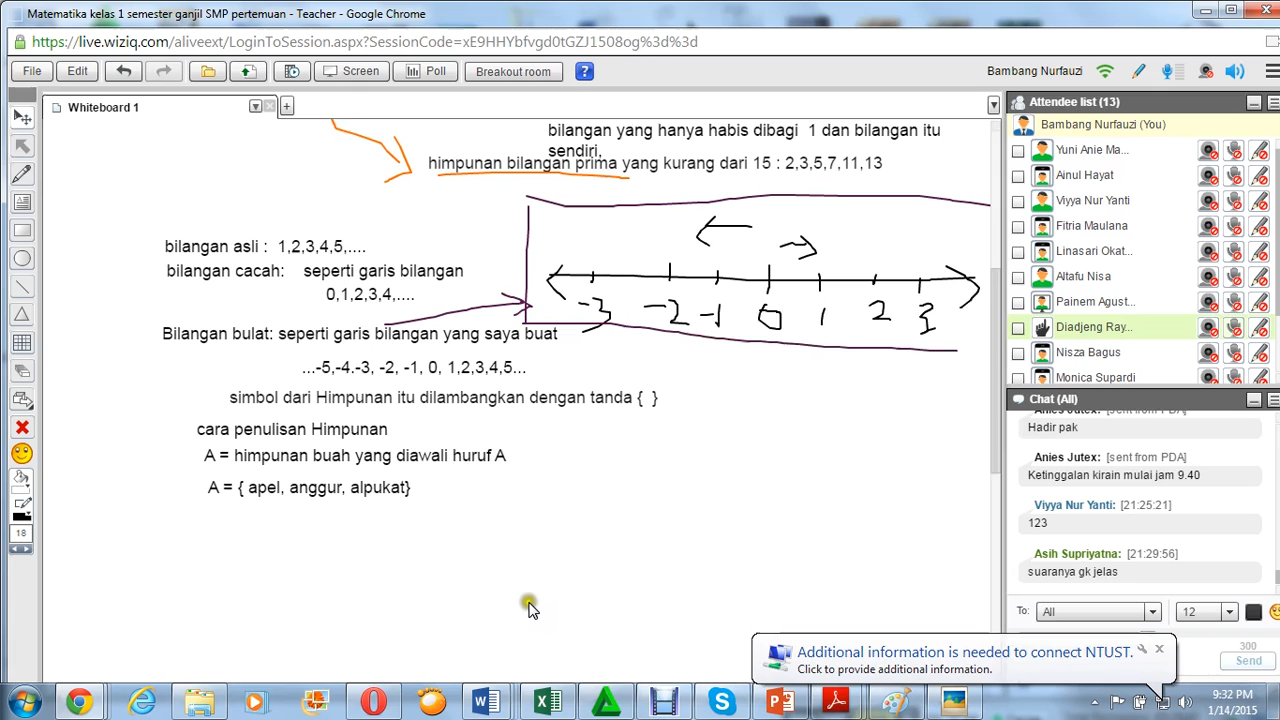 Matematika kelas 1 semester ganjil SMP pertemuan - Teacher - Google Chrome
https://live.wiziq.com/aliveext/LoginToSession.aspx?SessionCode=xE9HHYbfvgd0tGZJ1508og%3d%3d
File Edit Screen Poll Breakout room ? Bambang Nurfauzi
Whiteboard 1
bilangan yang hanya habis dibagi 1 dan bilangan itu
sendiri,
himpunan bilangan prima yang kurang dari 15 : 2,3,5,7,11,13
bilangan asli : 1,2,3,4,5,....
bilangan cacah: seperti garis bilangan
0,1,2,3,4,....
-3 -2 -1 0 1 2 3
Bilangan bulat: seperti garis bilangan yang saya buat
...-5,-4.-3, -2, -1, 0, 1,2,3,4,5...
simbol dari Himpunan itu dilambangkan dengan tanda { }
cara penulisan Himpunan
A = himpunan buah yang diawali huruf A
A = { apel, anggur, alpukat}
18
Attendee list (13)
Bambang Nurfauzi (You)
Yuni Anie Ma...
Ainul Hayat
Viyya Nur Yanti
Fitria Maulana
Linasari Okat...
Altafu Nisa
Painem Agust...
Diadjeng Ray...
Nisza Bagus
Monica Supardi
Chat (All)
Anies Jutex: [sent from PDA]
Hadir pak
Anies Jutex: [sent from PDA]
Ketinggalan kirain mulai jam 9.40
Viyya Nur Yanti: [21:25:21]
123
Asih Supriyatna: [21:29:56]
suaranya gk jelas
To: All 12
300
Send
Additional information is needed to connect NTUST.
Click to provide additional information.
9:32 PM
1/14/2015